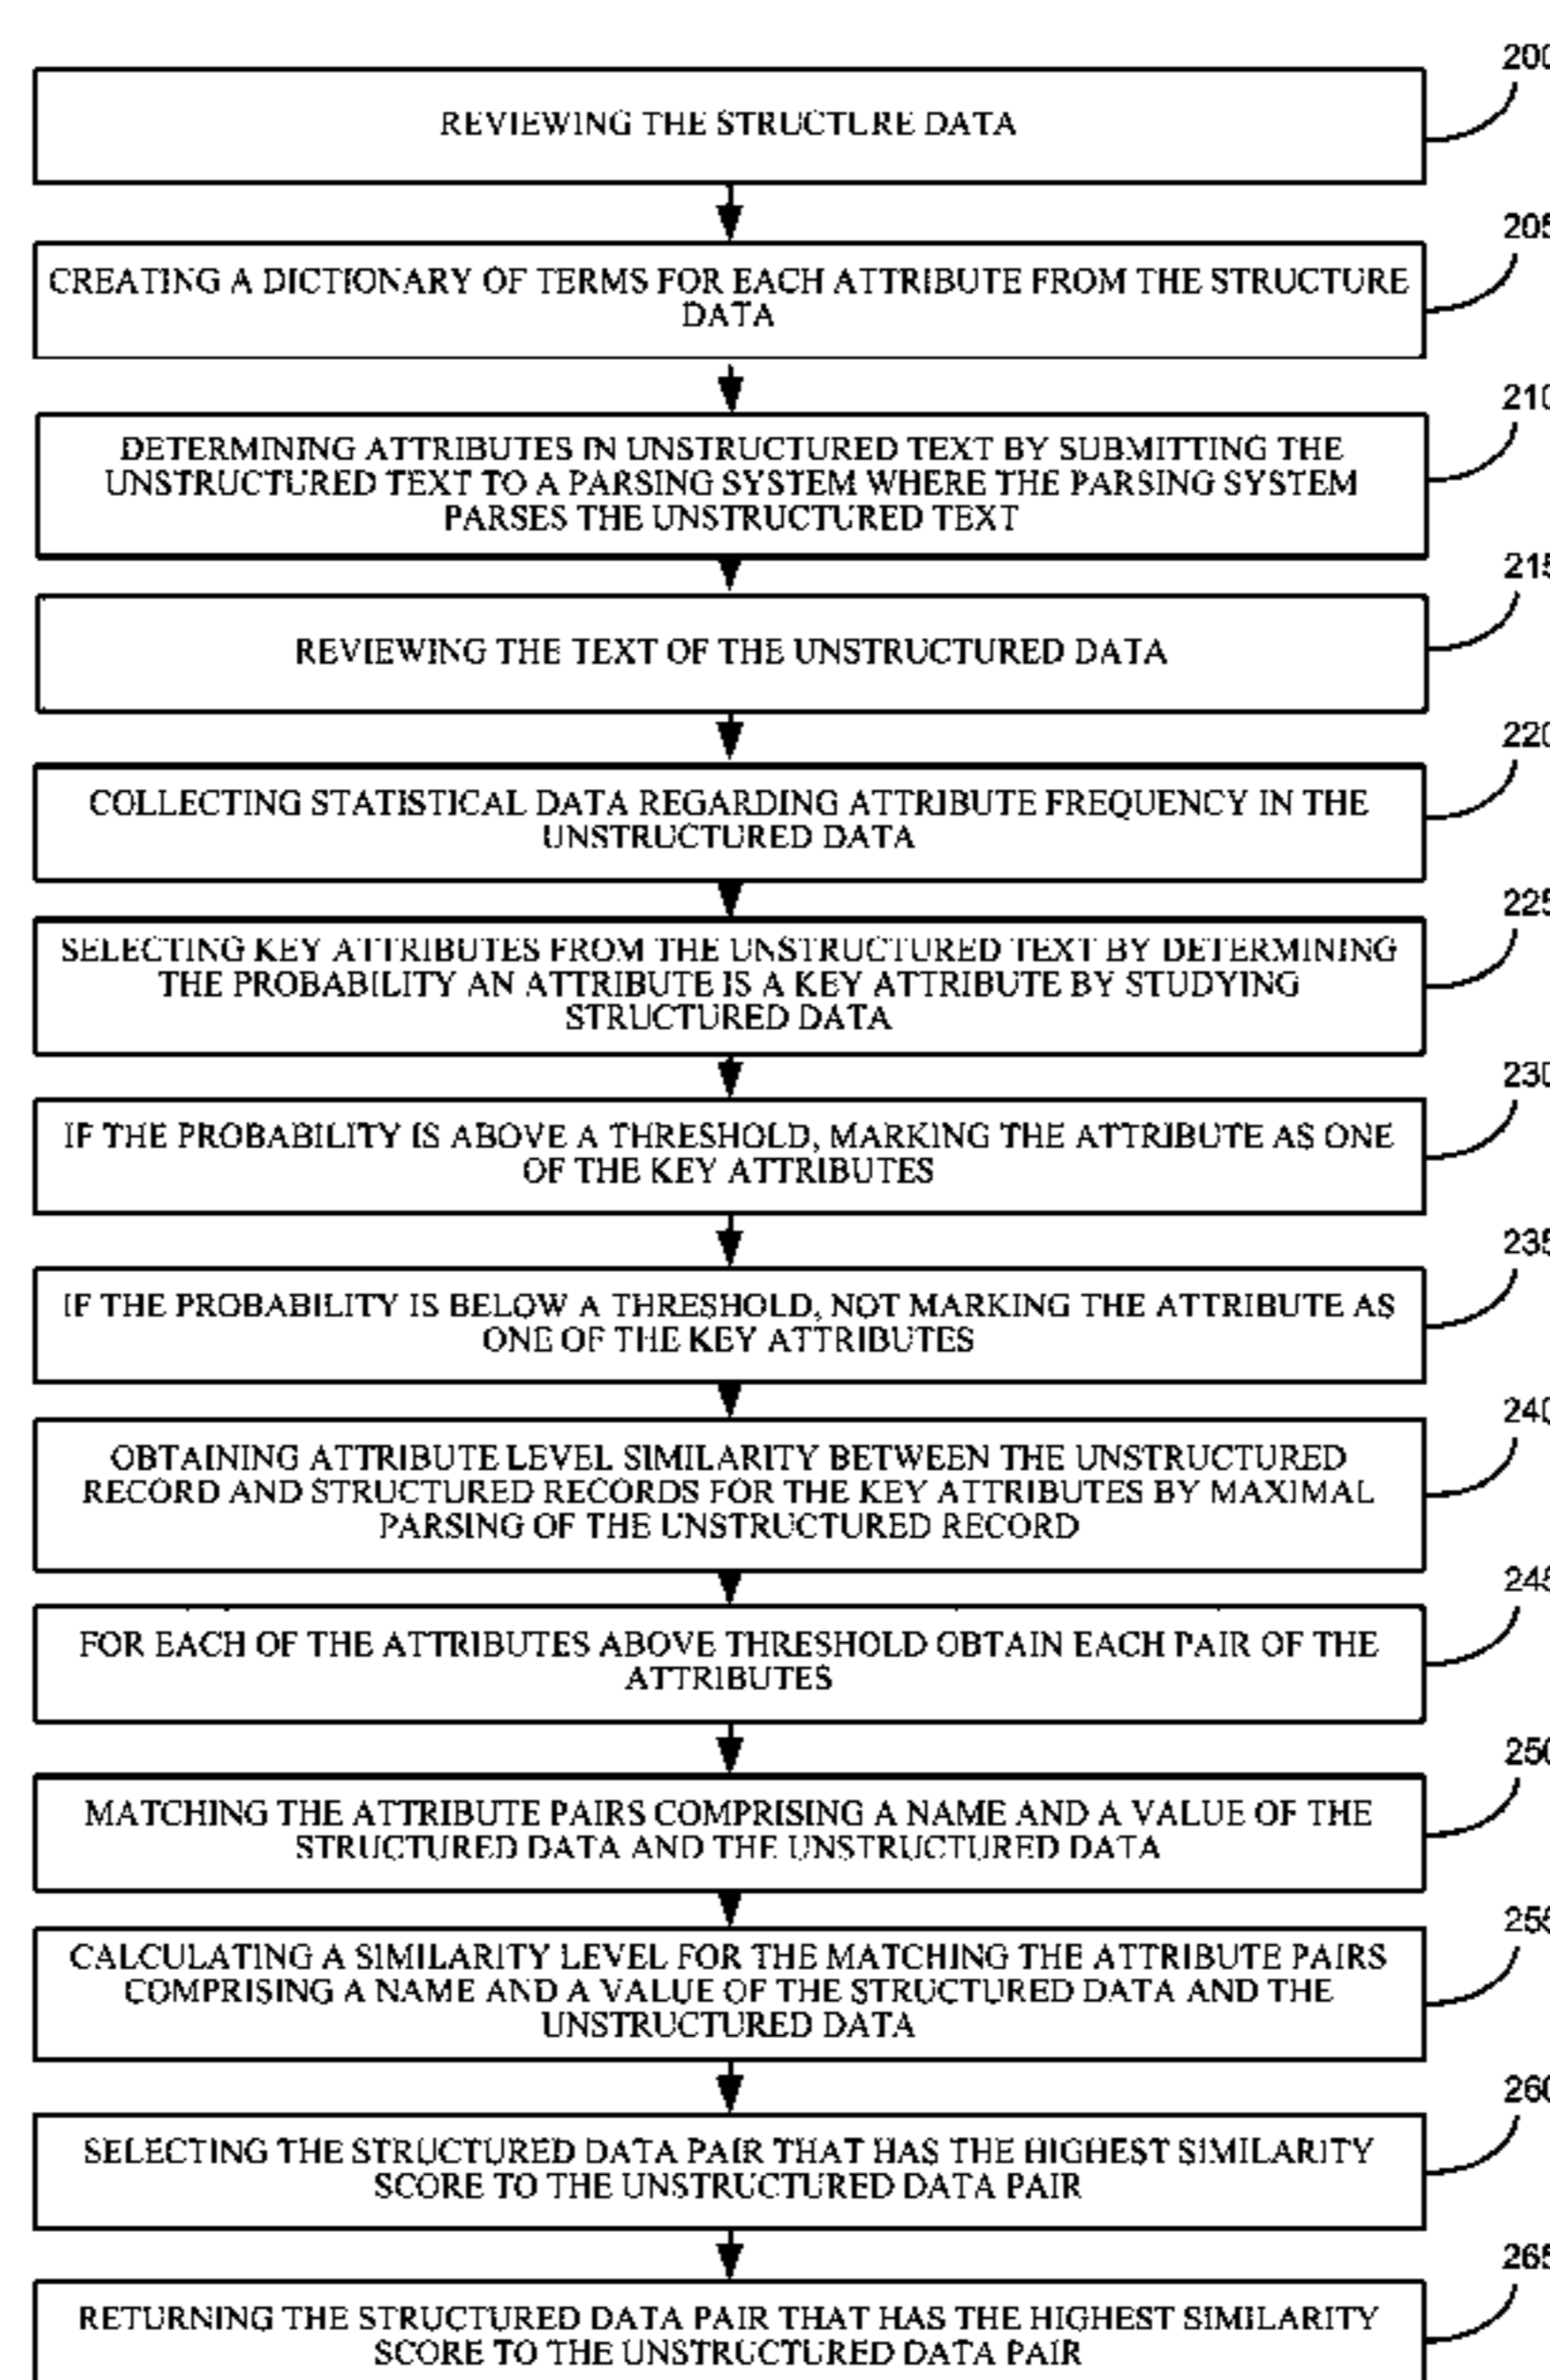 200
REVIEWING THE STRUCTURE DATA
205
CREATING A DICTIONARY OF TERMS FOR EACH ATTRIBUTE FROM THE STRUCTURE
DATA
210
DETERMINING ATTRIBUTES IN UNSTRUCTURED TEXT BY SUBMITTING THE
UNSTRUCTURED TEXT TO A PARSING SYSTEM WHERE THE PARSING SYSTEM
PARSES THE UNSTRUCTURED TEXT
215
REVIEWING THE TEXT OF THE UNSTRUCTURED DATA
220
COLLECTING STATISTICAL DATA REGARDING ATTRIBUTE FREQUENCY IN THE
UNSTRUCTURED DATA
225
SELECTING KEY ATTRIBUTES FROM THE UNSTRUCTURED TEXT BY DETERMINING
THE PROBABILITY AN ATTRIBUTE IS A KEY ATTRIBUTE BY STUDYING
STRUCTURED DATA
230
IF THE PROBABILITY IS ABOVE A THRESHOLD, MARKING THE ATTRIBUTE AS ONE
OF THE KEY ATTRIBUTES
235
IF THE PROBABILITY IS BELOW A THRESHOLD, NOT MARKING THE ATTRIBUTE AS
ONE OF THE KEY ATTRIBUTES
240
OBTAINING ATTRIBUTE LEVEL SIMILARITY BETWEEN THE UNSTRUCTURED
RECORD AND STRUCTURED RECORDS FOR THE KEY ATTRIBUTES BY MAXIMAL
PARSING OF THE UNSTRUCTURED RECORD
245
FOR EACH OF THE ATTRIBUTES ABOVE THRESHOLD OBTAIN EACH PAIR OF THE
ATTRIBUTES
250
MATCHING THE ATTRIBUTE PAIRS COMPRISING A NAME AND A VALUE OF THE
STRUCTURED DATA AND THE UNSTRUCTURED DATA
255
CALCULATING A SIMILARITY LEVEL FOR THE MATCHING THE ATTRIBUTE PAIRS
COMPRISING A NAME AND A VALUE OF THE STRUCTURED DATA AND THE
UNSTRUCTURED DATA
260
SELECTING THE STRUCTURED DATA PAIR THAT HAS THE HIGHEST SIMILARITY
SCORE TO THE UNSTRUCTURED DATA PAIR
265
RETURNING THE STRUCTURED DATA PAIR THAT HAS THE HIGHEST SIMILARITY
SCORE TO THE UNSTRUCTURED DATA PAIR